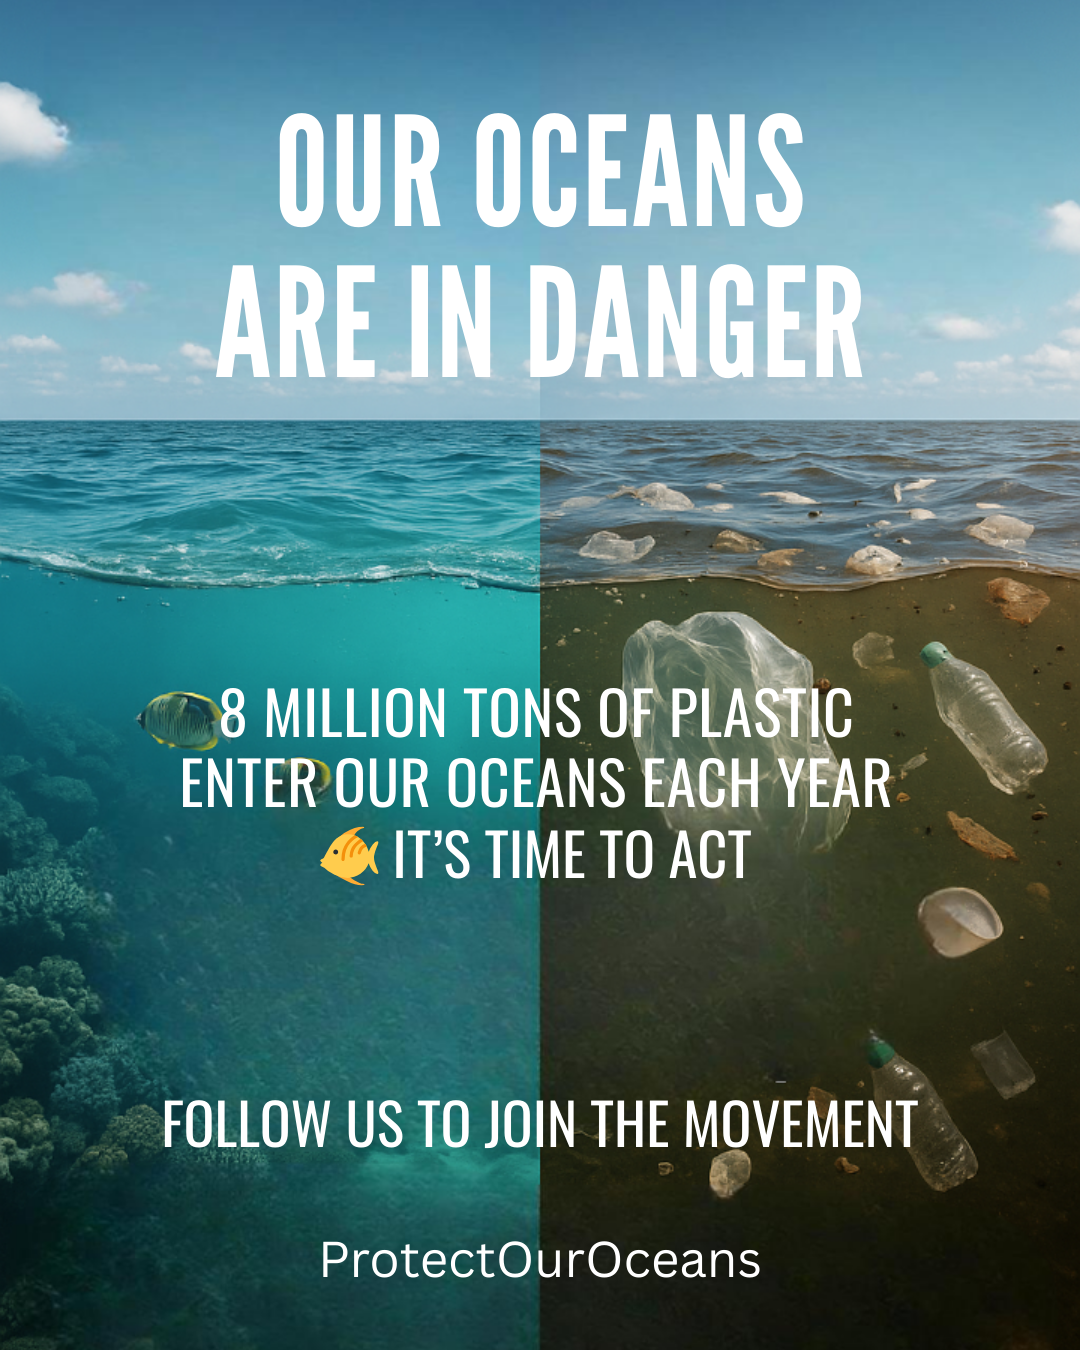 OUR OCEANS
ARE IN DANGER
8 MILLION TONS OF PLASTIC
ENTER OUR OCEANS EACH YEAR
🐠 IT’S TIME TO ACT
FOLLOW US TO JOIN THE MOVEMENT
ProtectOurOceans